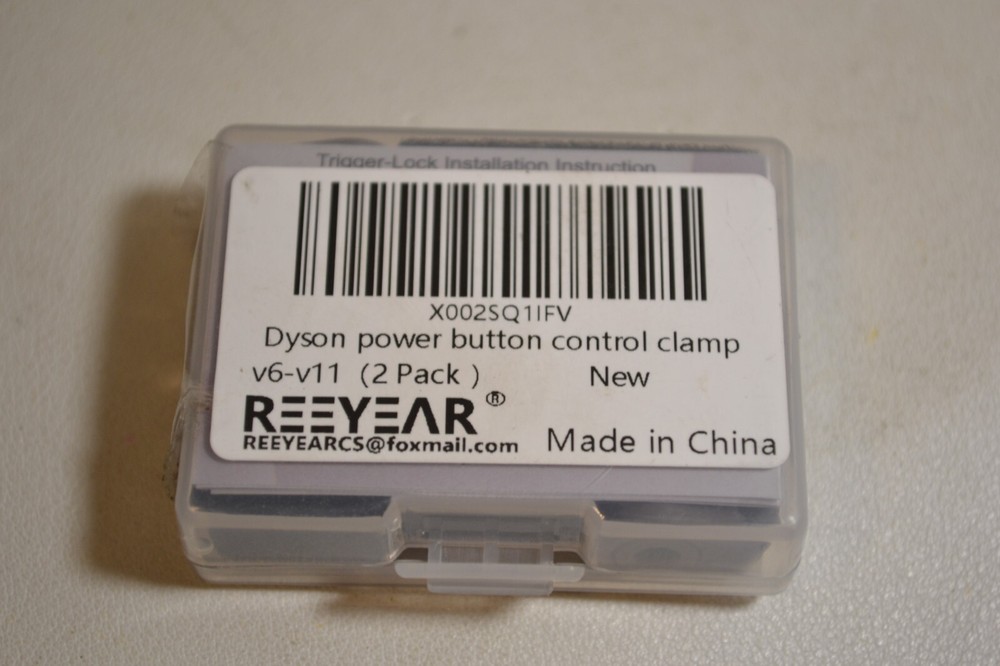 Trigger-Lock Installation Instruction
X002SQ1IFV
Dyson power button control clamp
v6-v11 (2 Pack ) New
REEYEAR®
REEYEARCS@foxmail.com Made in China